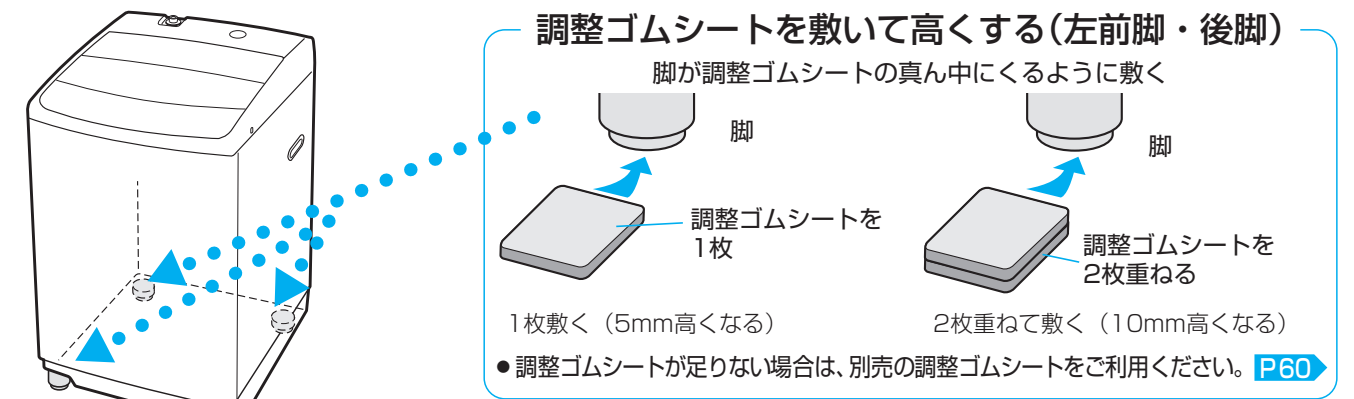 調整ゴムシートを敷いて高くする（左前脚・後脚）
脚が調整ゴムシートの真ん中にくるように敷く
脚
脚
調整ゴムシートを
1枚
調整ゴムシートを
2枚重ねる
1枚敷く（5mm高くなる）
2枚重ねて敷く（10mm高くなる）
●調整ゴムシートが足りない場合は、別売の調整ゴムシートをご利用ください。 P60